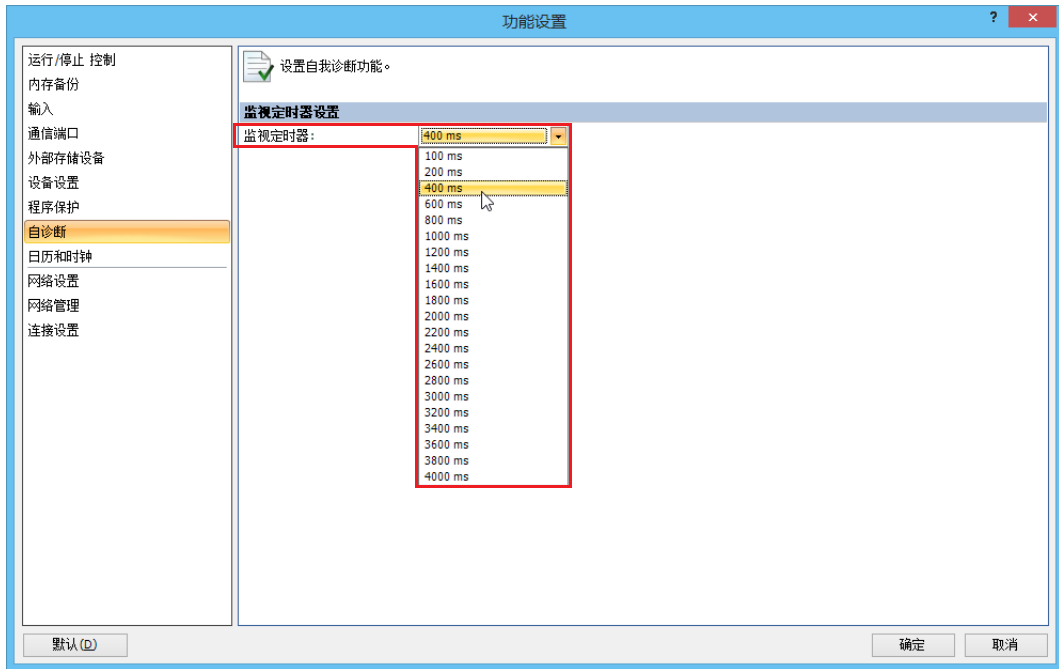 功能设置
?
×
运行/停止 控制
内存备份
输入
通信端口
外部存储设备
设备设置
程序保护
自诊断
日历和时钟
网络设置
网络管理
连接设置
设置自我诊断功能。
监视定时器设置
监视定时器:
400 ms
100 ms
200 ms
400 ms
600 ms
800 ms
1000 ms
1200 ms
1400 ms
1600 ms
1800 ms
2000 ms
2200 ms
2400 ms
2600 ms
2800 ms
3000 ms
3200 ms
3400 ms
3600 ms
3800 ms
4000 ms
默认(D)
确定
取消